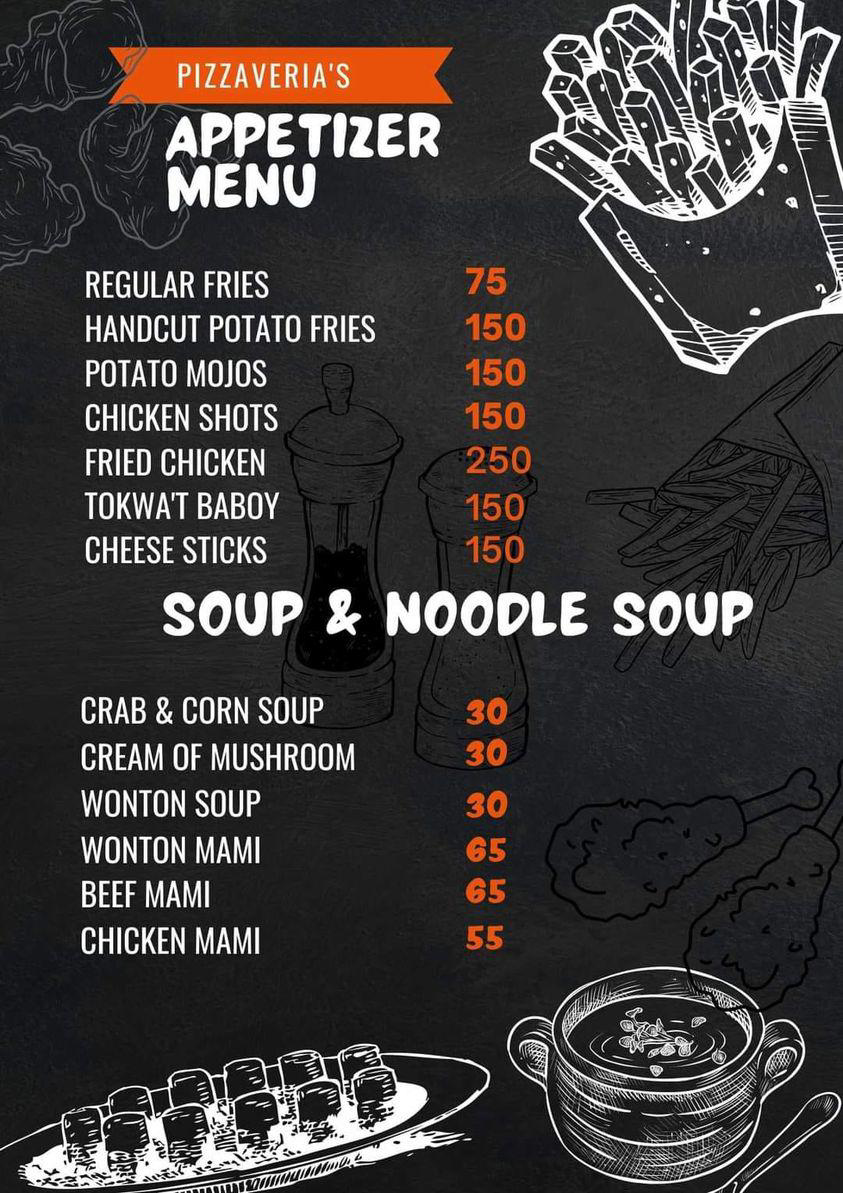 PIZZAVERIA'S
APPETIZER
MENU
REGULAR FRIES 75
HANDCUT POTATO FRIES 150
POTATO MOJOS 150
CHICKEN SHOTS 150
FRIED CHICKEN 250
TOKWA'T BABOY 150
CHEESE STICKS 150
SOUP & NOODLE SOUP
CRAB & CORN SOUP 30
CREAM OF MUSHROOM 30
WONTON SOUP 30
WONTON MAMI 65
BEEF MAMI 65
CHICKEN MAMI 55